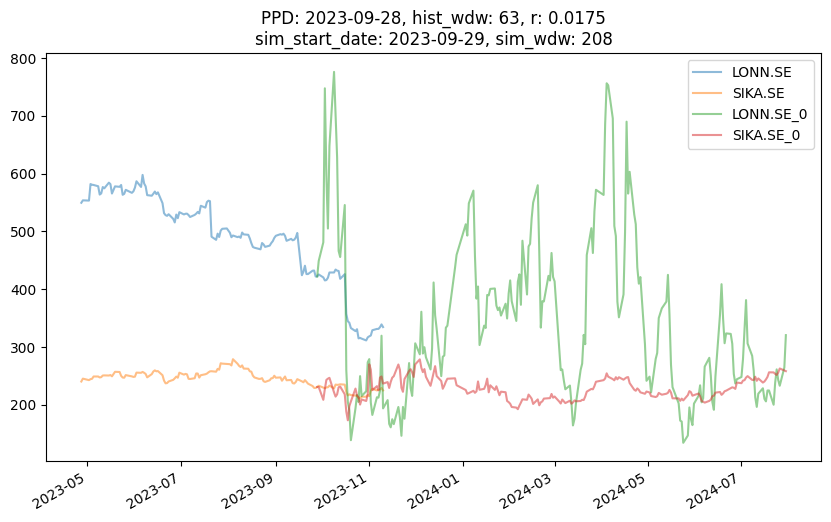 PPD: 2023-09-28, hist_wdw: 63, r: 0.0175
sim_start_date: 2023-09-29, sim_wdw: 208
800
700
600
500
400
300
200
LONN.SE
SIKA.SE
LONN.SE_0
SIKA.SE_0
2023-05
2023-07
2023-09
2023-11
2024-01
2024-03
2024-05
2024-07